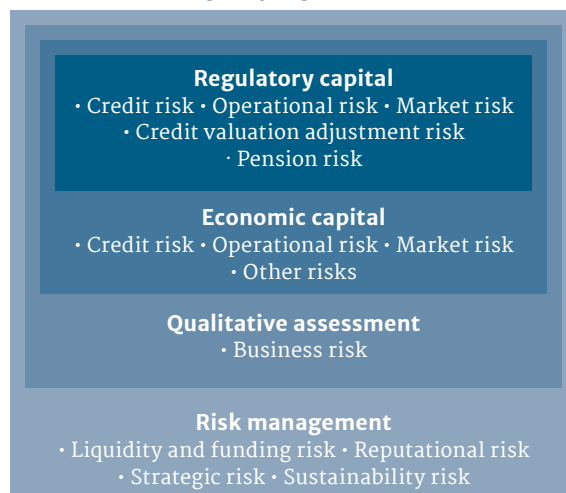 Regulatory capital
• Credit risk • Operational risk • Market risk
• Credit valuation adjustment risk
· Pension risk
Economic capital
• Credit risk • Operational risk • Market risk
• Other risks
Qualitative assessment
• Business risk
Risk management
• Liquidity and funding risk • Reputational risk
• Strategic risk • Sustainability risk